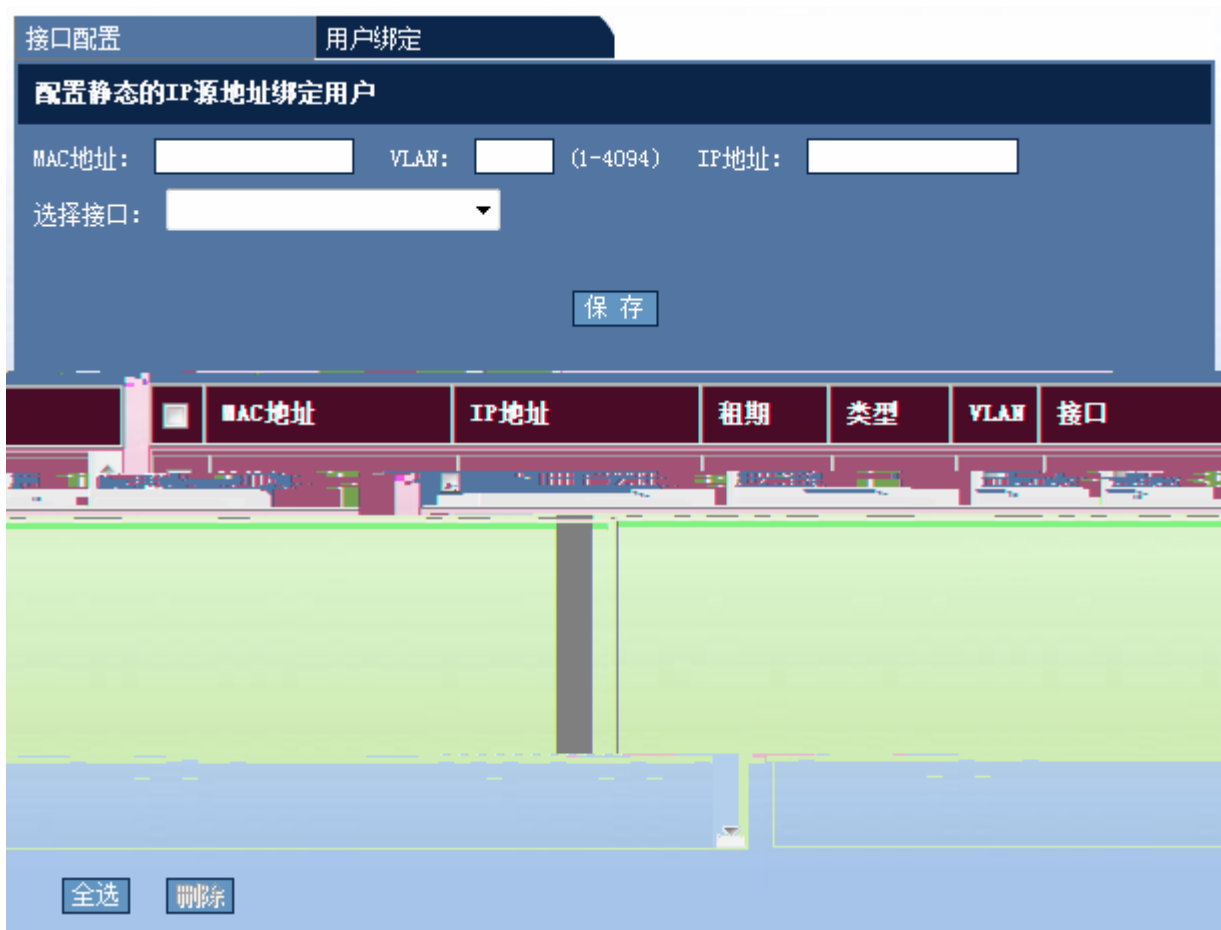 接口配置 用户绑定
配置静态的IP源地址绑定用户
MAC地址： VLAN： (1-4094) IP地址：
选择接口：
保 存
MAC地址 IP地址 租期 类型 VLAN 接口
全选 删除